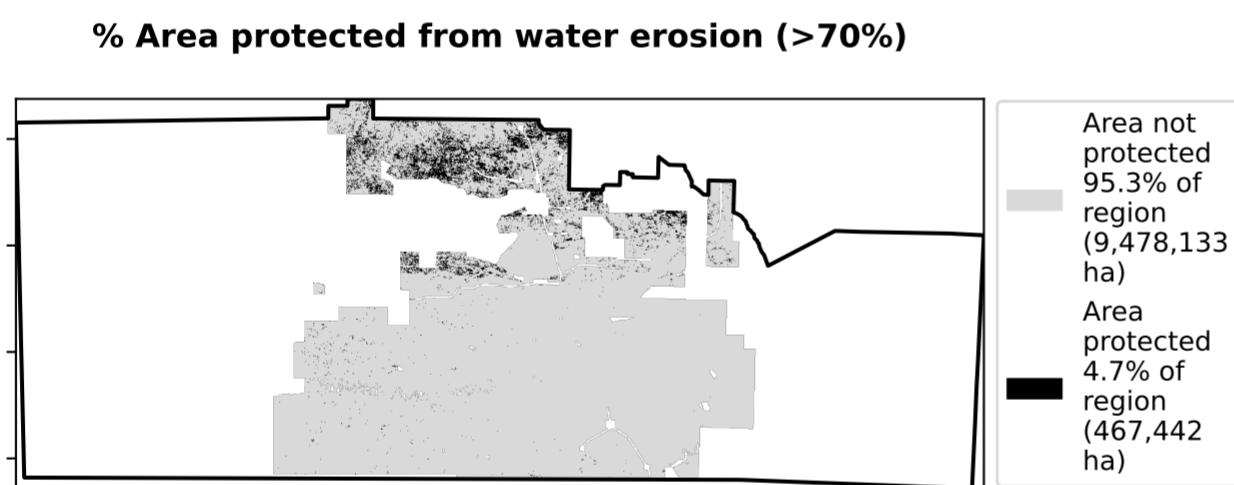 % Area protected from water erosion (>70%)
Area not
protected
95.3% of
region
(9,478,133
ha)
Area
protected
4.7% of
region
(467,442
ha)